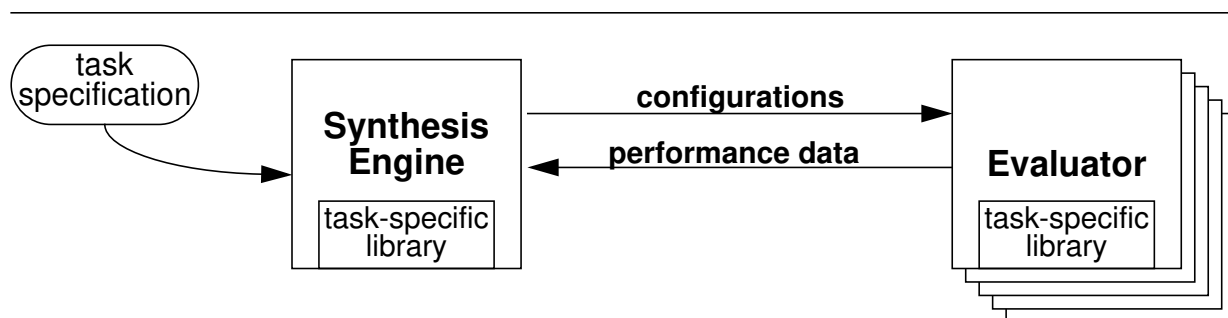 task
specification
Synthesis
Engine
task-specific
library
configurations
performance data
Evaluator
task-specific
library